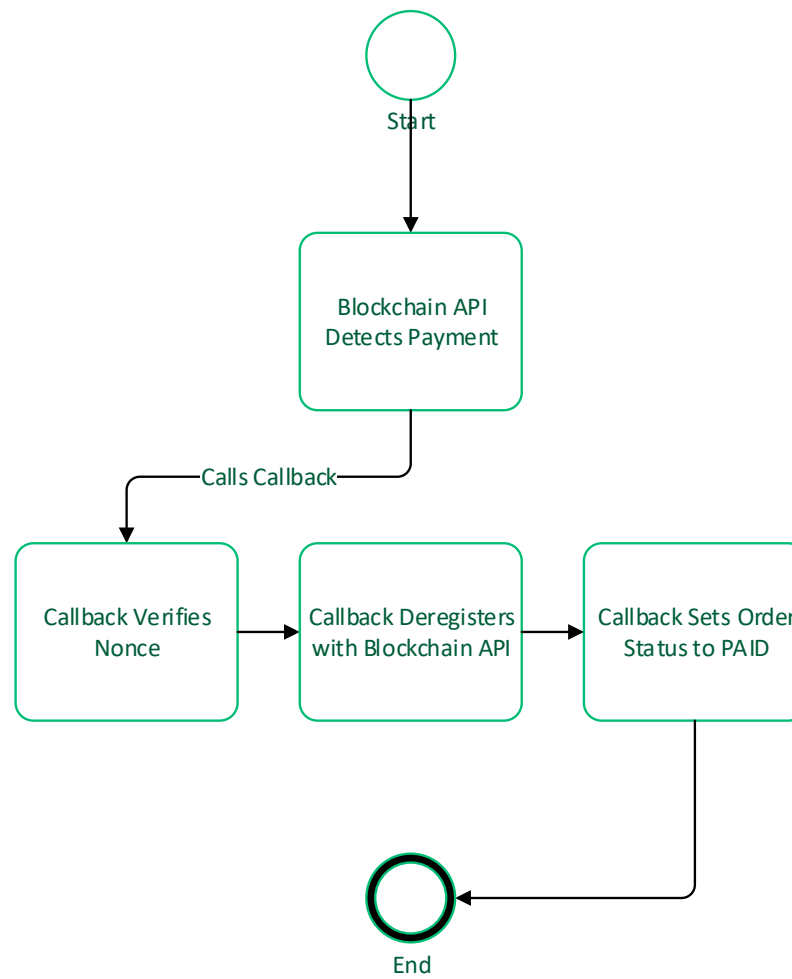 Start
Blockchain API
Detects Payment
Calls Callback
Callback Verifies
Nonce
Callback Deregisters
with Blockchain API
Callback Sets Order
Status to PAID
End